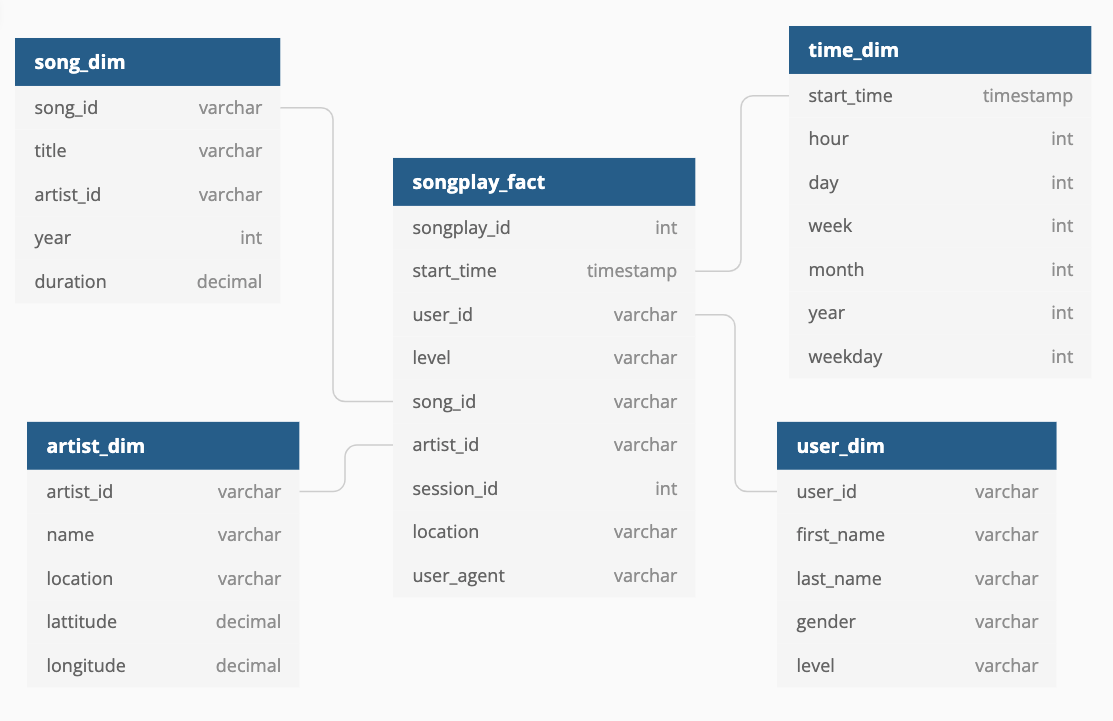 song_dim
song_id varchar
title varchar
artist_id varchar
year int
duration decimal
time_dim
start_time timestamp
hour int
day int
week int
month int
year int
weekday int
songplay_fact
songplay_id int
start_time timestamp
user_id varchar
level varchar
song_id varchar
artist_id varchar
session_id int
location varchar
user_agent varchar
artist_dim
artist_id varchar
name varchar
location varchar
lattitude decimal
longitude decimal
user_dim
user_id varchar
first_name varchar
last_name varchar
gender varchar
level varchar